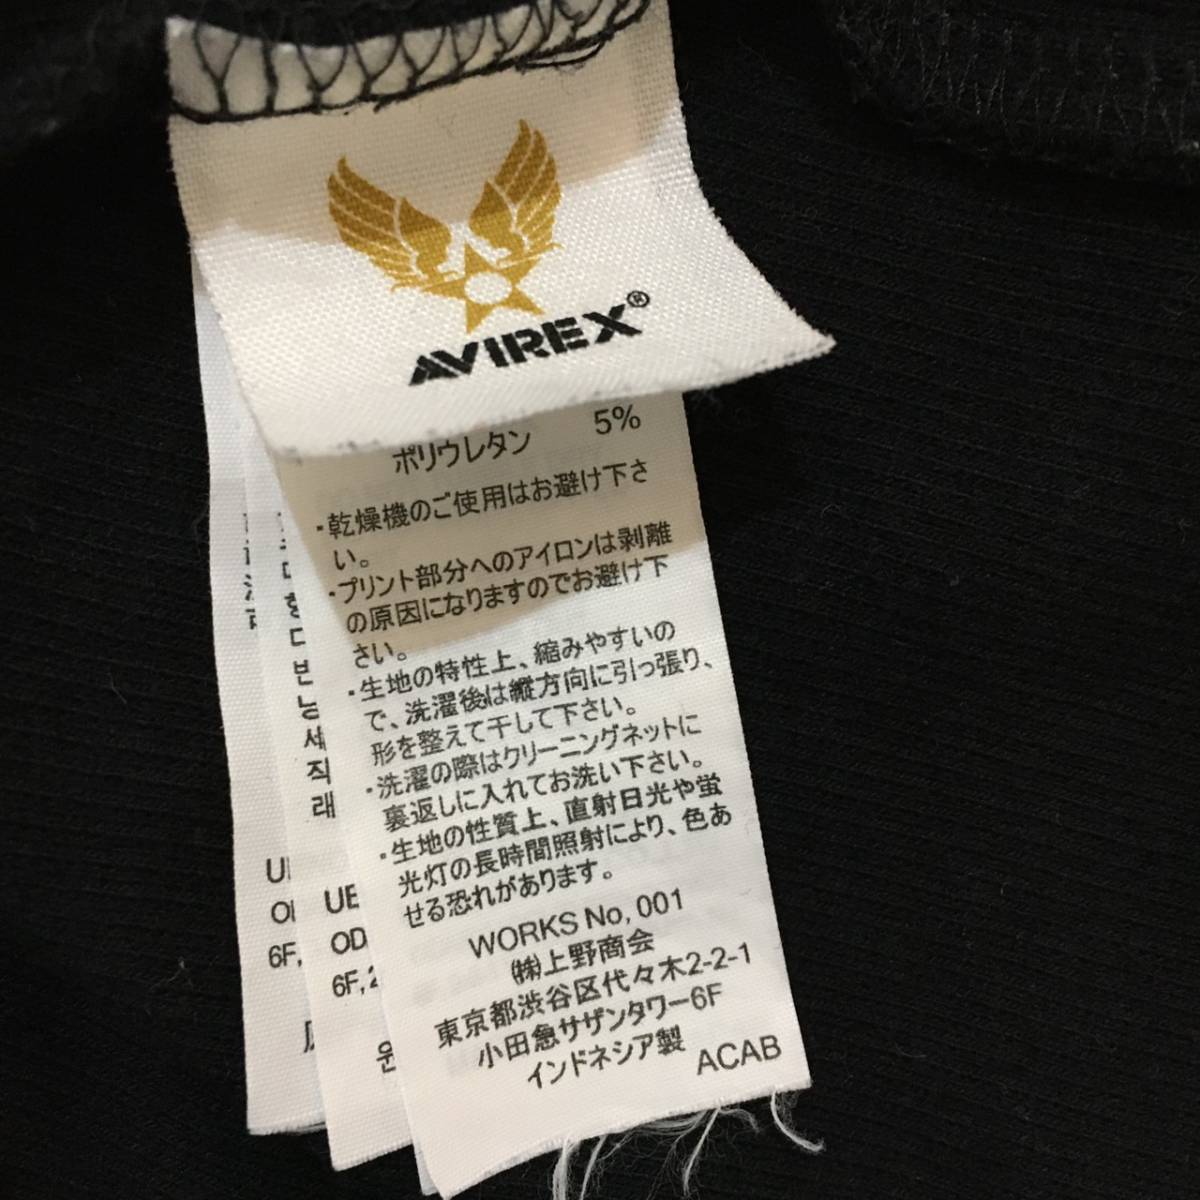 AVIREX®
ポリウレタン 5%
・乾燥機のご使用はお避け下さ
い。
・プリント部分へのアイロンは剥離
の原因になりますのでお避け下
さい。
・生地の特性上、縮みやすいの
で、洗濯後は縦方向に引っ張り、
形を整えて干して下さい。
・洗濯の際はクリーニングネットに
裏返しに入れてお洗い下さい。
・生地の性質上、直射日光や蛍
光灯の長時間照射により、色あ
せる恐れがあります。
WORKS No, 001
㈱上野商会
東京都渋谷区代々木2-2-1
小田急サザンタワー6F
インドネシア製
ACAB
세
직
래
UE
OD
6F, 2
원
6F,